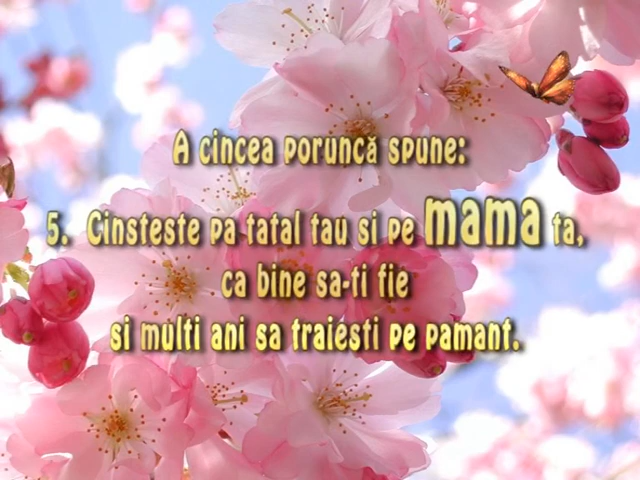 A cincea poruncă spune:
5. Cinsteste pa tatal tau si pe mama ta,
ca bine sa-ti fie
si multi ani sa traiesti pe pamant.